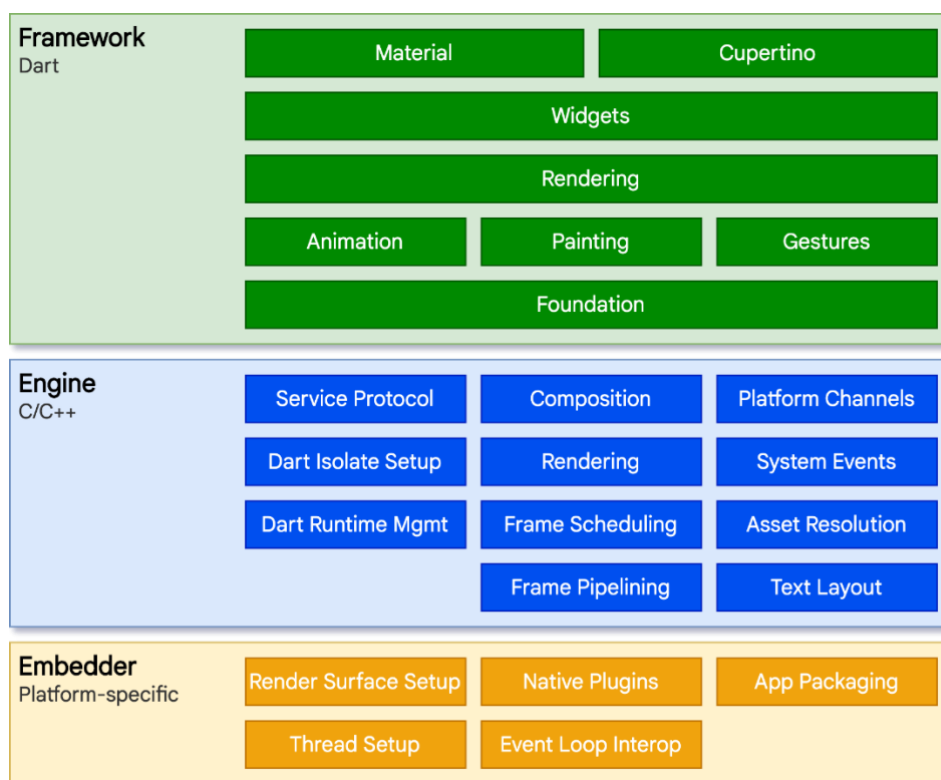 Framework
Dart
Material
Cupertino
Widgets
Rendering
Animation
Painting
Gestures
Foundation
Engine
C/C++
Service Protocol
Composition
Platform Channels
Dart Isolate Setup
Rendering
System Events
Dart Runtime Mgmt
Frame Scheduling
Asset Resolution
Frame Pipelining
Text Layout
Embedder
Platform-specific
Render Surface Setup
Native Plugins
App Packaging
Thread Setup
Event Loop Interop